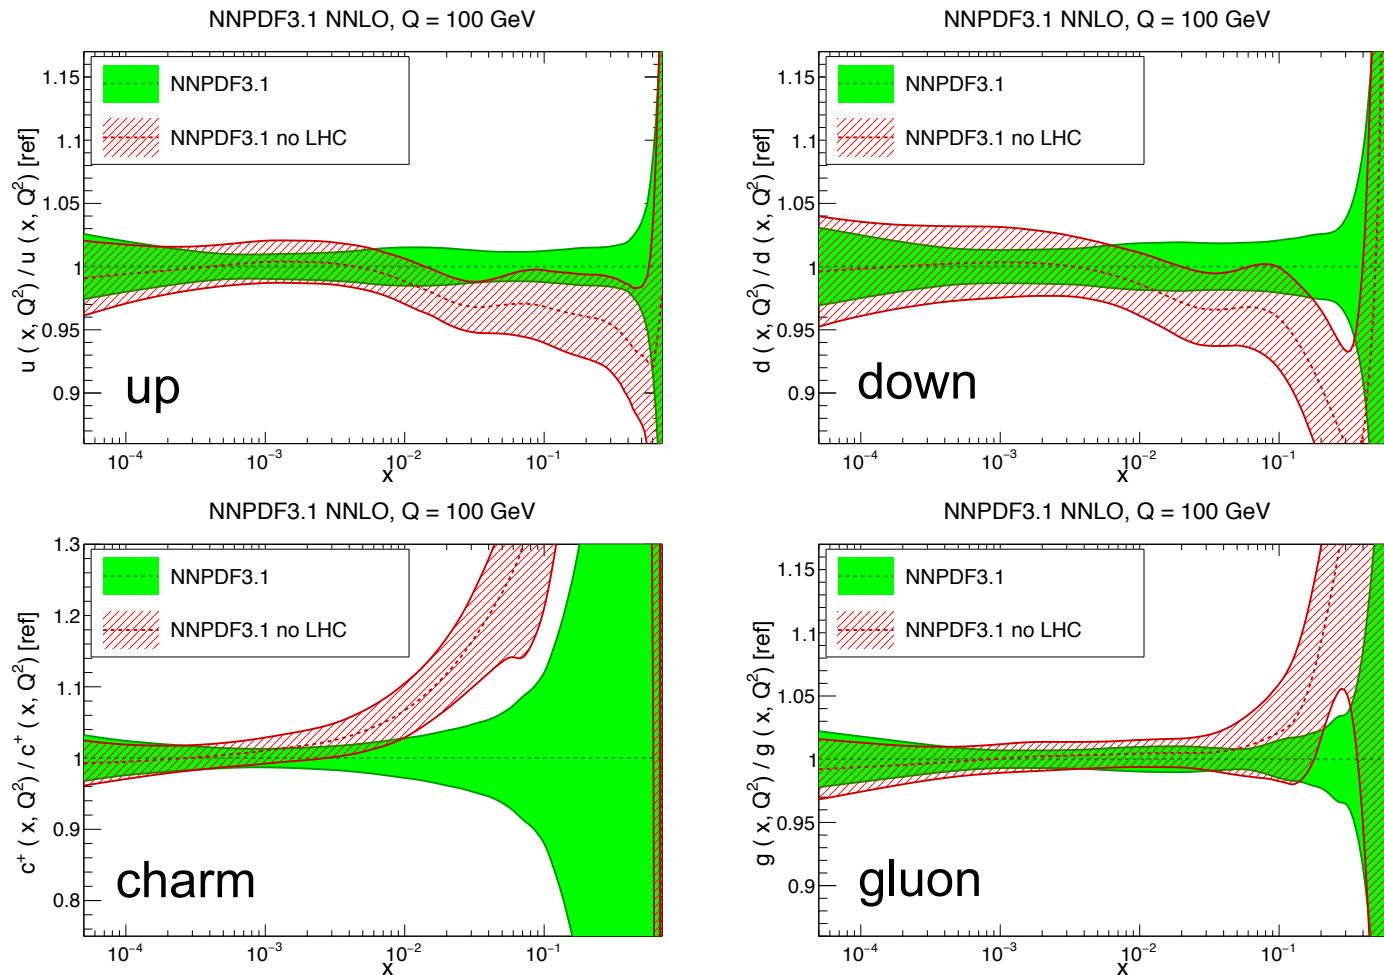 NNPDF3.1 NNLO, Q = 100 GeV
NNPDF3.1
NNPDF3.1 no LHC
u ( x, Q²) / u ( x, Q²) [ref]
1.15
1.1
1.05
1
0.95
0.9
up
10⁻⁴
10⁻³
10⁻²
10⁻¹
x
NNPDF3.1 NNLO, Q = 100 GeV
NNPDF3.1
NNPDF3.1 no LHC
d ( x, Q²) / d ( x, Q²) [ref]
1.15
1.1
1.05
1
0.95
0.9
down
10⁻⁴
10⁻³
10⁻²
10⁻¹
x
NNPDF3.1 NNLO, Q = 100 GeV
NNPDF3.1
NNPDF3.1 no LHC
c⁺ ( x, Q²) / c⁺ ( x, Q²) [ref]
1.3
1.2
1.1
1
0.9
0.8
charm
10⁻⁴
10⁻³
10⁻²
10⁻¹
x
NNPDF3.1 NNLO, Q = 100 GeV
NNPDF3.1
NNPDF3.1 no LHC
g ( x, Q²) / g ( x, Q²) [ref]
1.15
1.1
1.05
1
0.95
0.9
gluon
10⁻⁴
10⁻³
10⁻²
10⁻¹
x